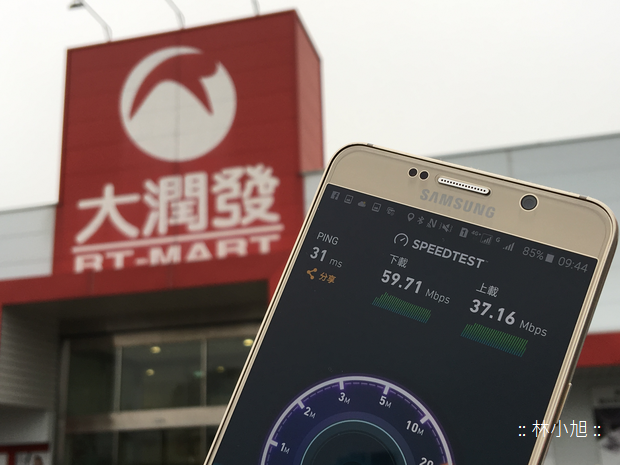 大潤發
RT-MART
SAMSUNG
85% 09:44
SPEEDTEST
PING
31 ms
分享
下載
59.71 Mbps
上載
37.16 Mbps
1M
2M
3M
5M
10M
20
:: 林小旭 ::